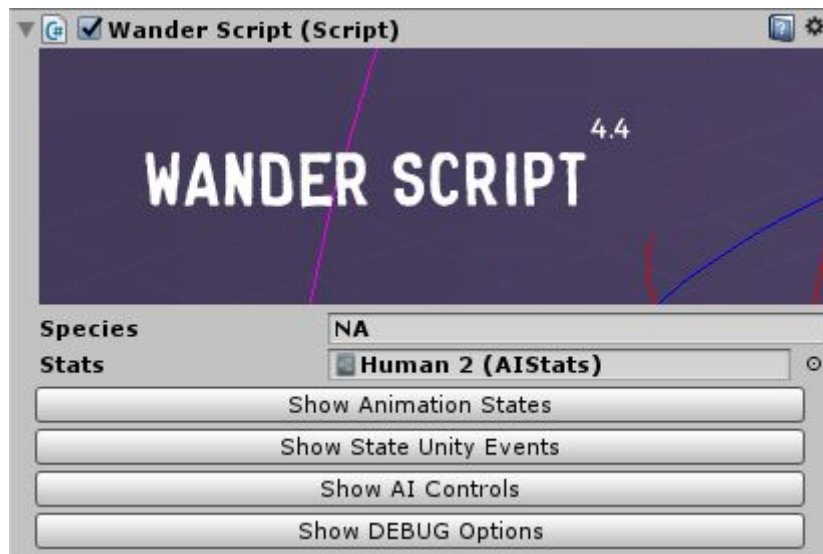 Wander Script (Script)
4.4
WANDER SCRIPT
Species NA
Stats Human 2 (AIStats)
Show Animation States
Show State Unity Events
Show AI Controls
Show DEBUG Options